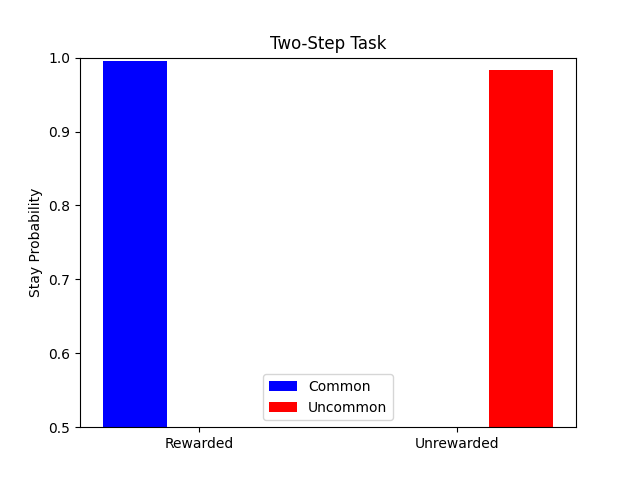 Two-Step Task
1.0
0.9
0.8
0.7
0.6
0.5
Stay Probability
Common
Uncommon
Rewarded
Unrewarded